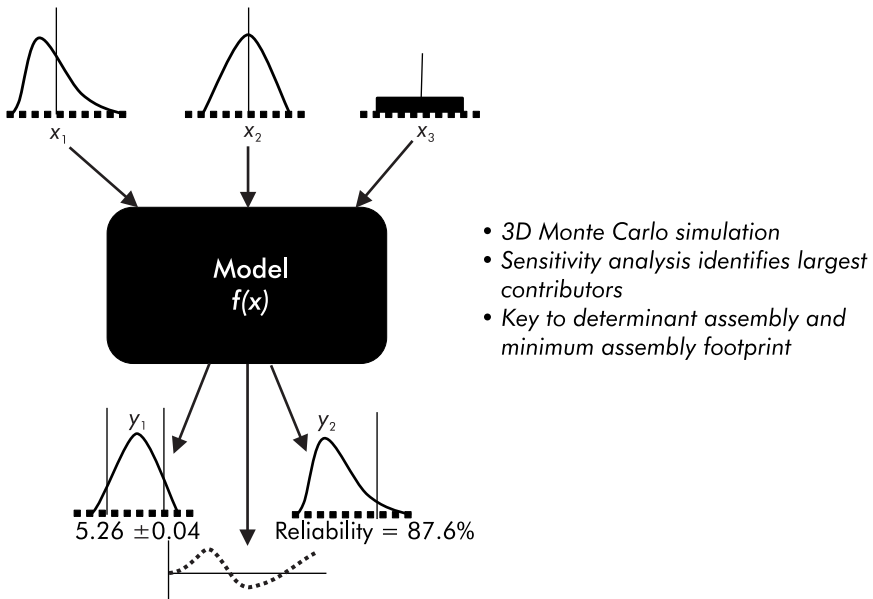 x₁
x₂
x₃
Model
f(x)
• 3D Monte Carlo simulation
• Sensitivity analysis identifies largest
contributors
• Key to determinant assembly and
minimum assembly footprint
y₁
y₂
5.26 ±0.04
Reliability = 87.6%